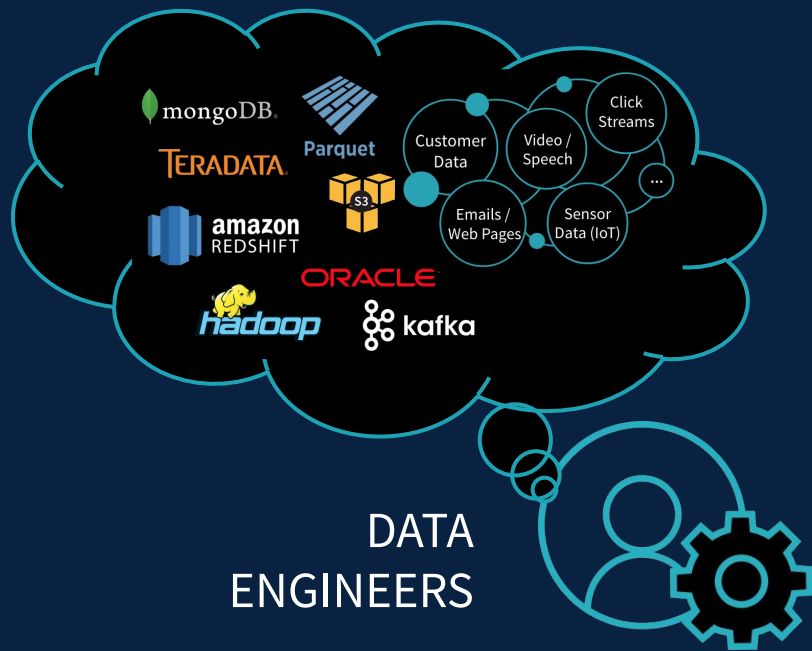 mongoDB®
Parquet
TERADATA®
S3
amazon
REDSHIFT
ORACLE
hadoop
kafka
Customer
Data
Video /
Speech
Click
Streams
...
Emails /
Web Pages
Sensor
Data (IoT)
DATA
ENGINEERS